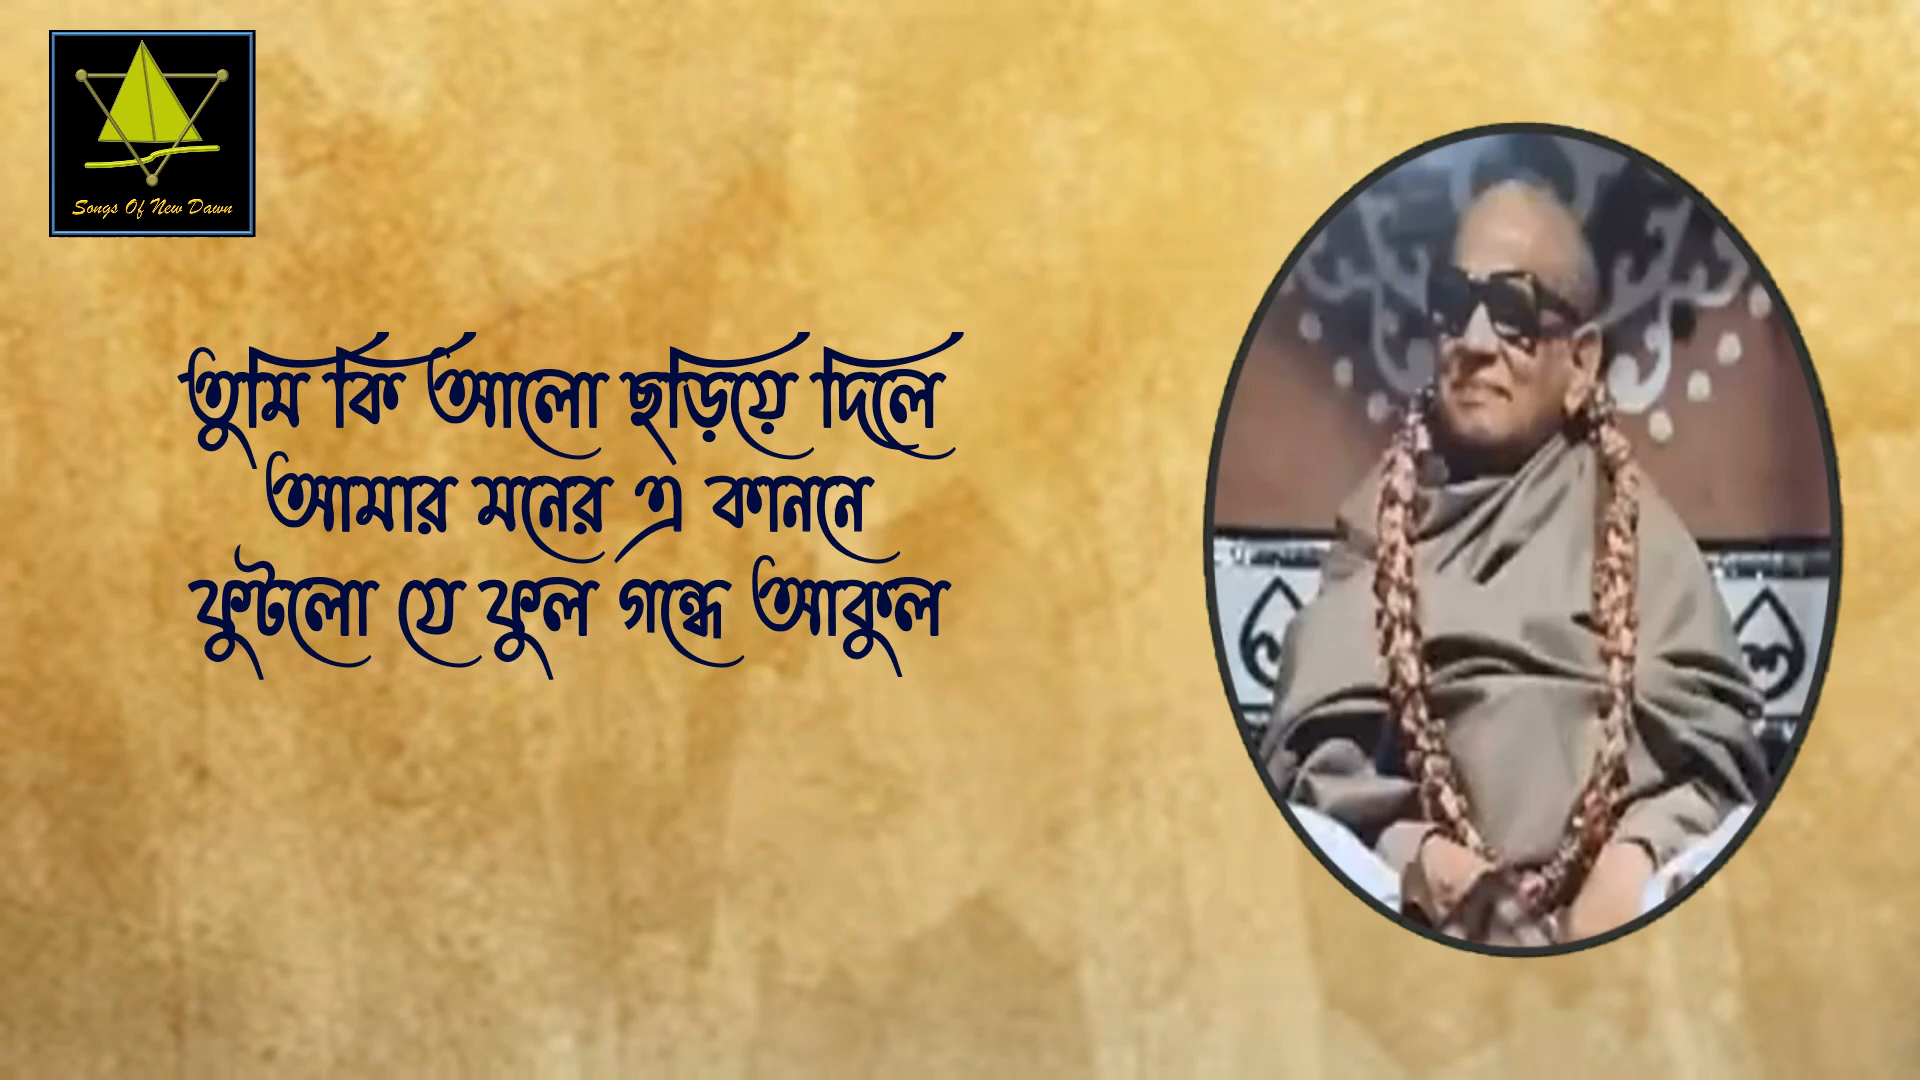 Songs Of New Dawn
তুমি কি আলো ছড়িয়ে দিলে
আমার মনের এ কাননে
ফুটলো যে ফুল গন্ধে আকুল